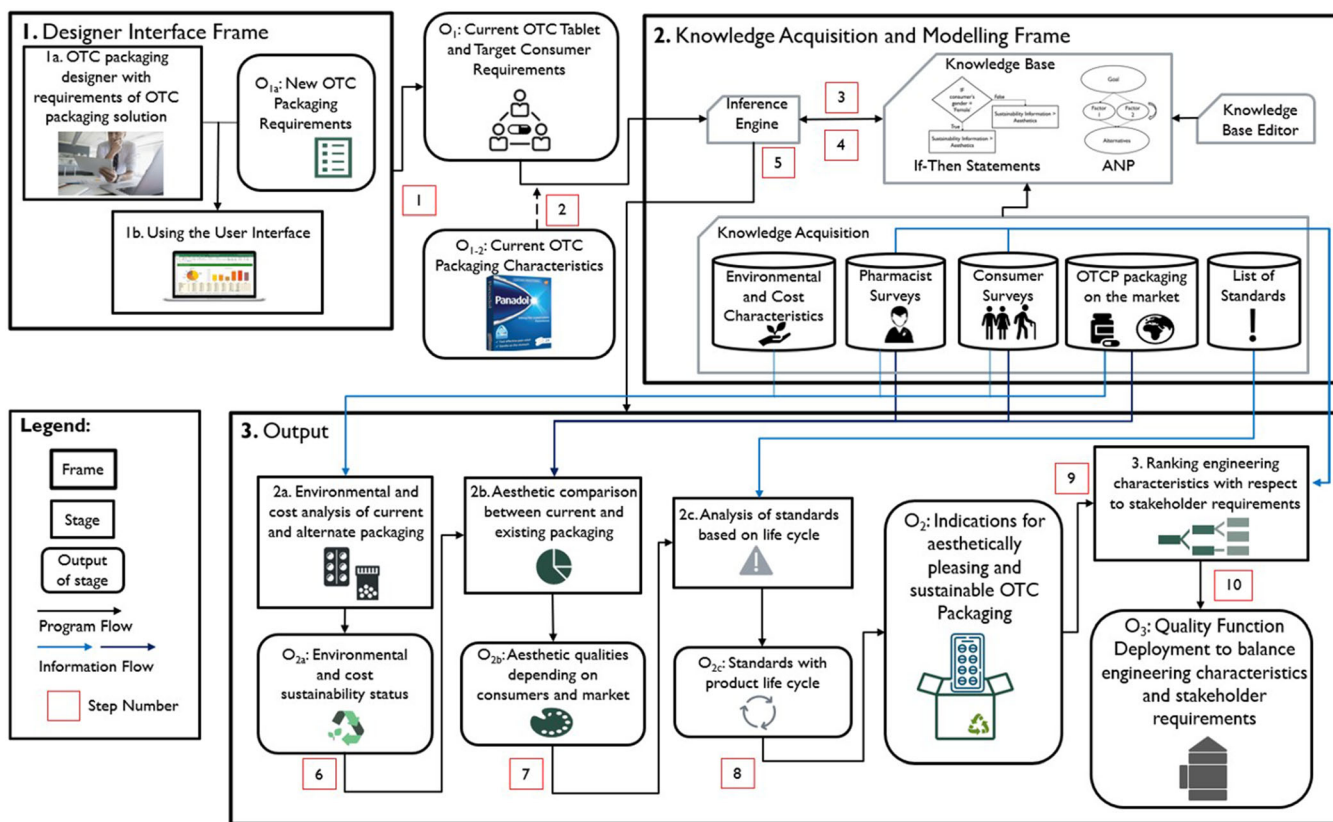 1. Designer Interface Frame
1a. OTC packaging
designer with
requirements of OTC
packaging solution
O1a: New OTC
Packaging
Requirements
1b. Using the User Interface
1
O1: Current OTC Tablet
and Target Consumer
Requirements
2
O1-2: Current OTC
Packaging Characteristics
Panadol
2. Knowledge Acquisition and Modelling Frame
Inference
Engine
3
4
5
Knowledge Base
IF
consumer's
gender =
'Female'
False
Sustainability Information >
Aesthetics
True
Sustainability Information >
Aesthetics
If-Then Statements
Goal
Factor
1
Factor
2
Alternatives
ANP
Knowledge
Base Editor
Knowledge Acquisition
Environmental
and Cost
Characteristics
Pharmacist
Surveys
Consumer
Surveys
OTCP packaging
on the market
List of
Standards
Legend:
Frame
Stage
Output
of stage
Program Flow
Information Flow
Step Number
3. Output
2a. Environmental and
cost analysis of current
and alternate packaging
O2a: Environmental
and cost
sustainability status
6
2b. Aesthetic comparison
between current and
existing packaging
O2b: Aesthetic qualities
depending on
consumers and market
7
2c. Analysis of standards
based on life cycle
O2c: Standards with
product life cycle
8
O2: Indications for
aesthetically
pleasing and
sustainable OTC
Packaging
9
3. Ranking engineering
characteristics with respect
to stakeholder requirements
10
O3: Quality Function
Deployment to balance
engineering characteristics
and stakeholder
requirements